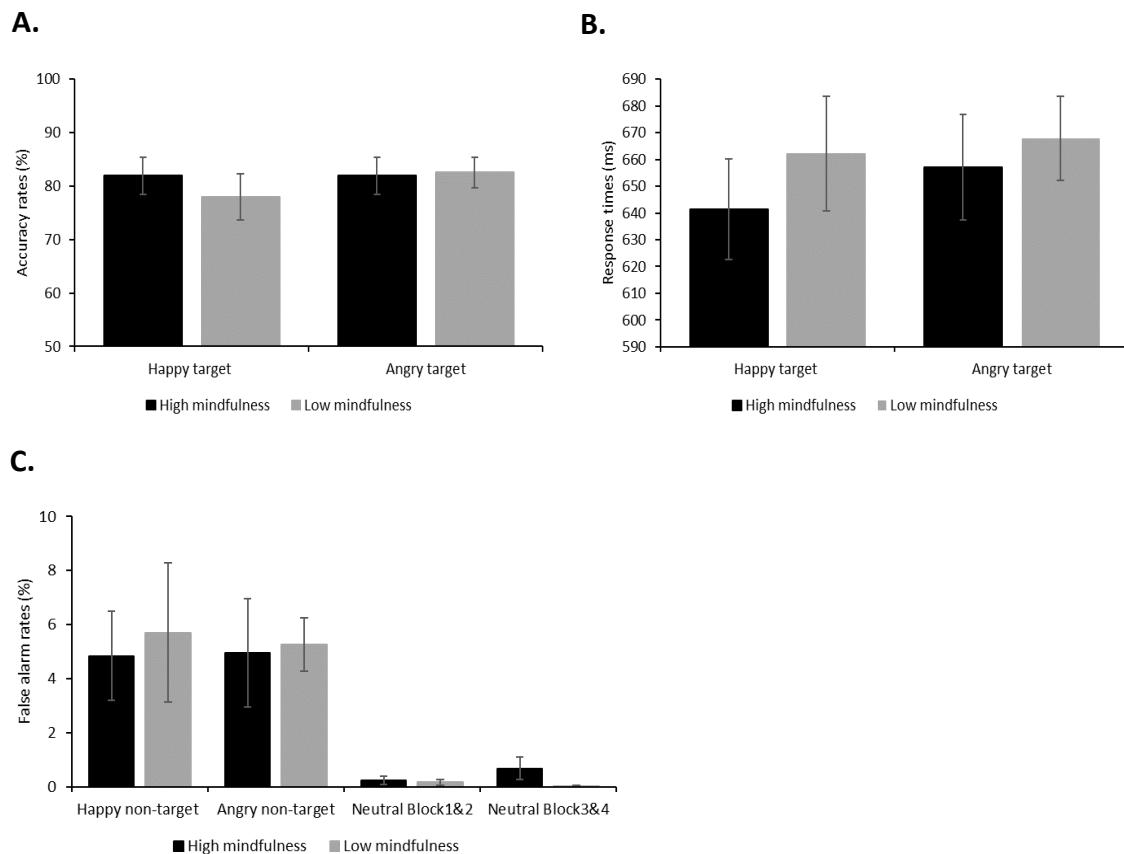 A.
Accuracy rates (%)
100
90
80
70
60
50
Happy target Angry target
High mindfulness Low mindfulness
B.
Response times (ms)
690
680
670
660
650
640
630
620
610
600
590
Happy target Angry target
High mindfulness Low mindfulness
C.
False alarm rates (%)
10
8
6
4
2
0
Happy non-target Angry non-target Neutral Block1&2 Neutral Block3&4
High mindfulness Low mindfulness